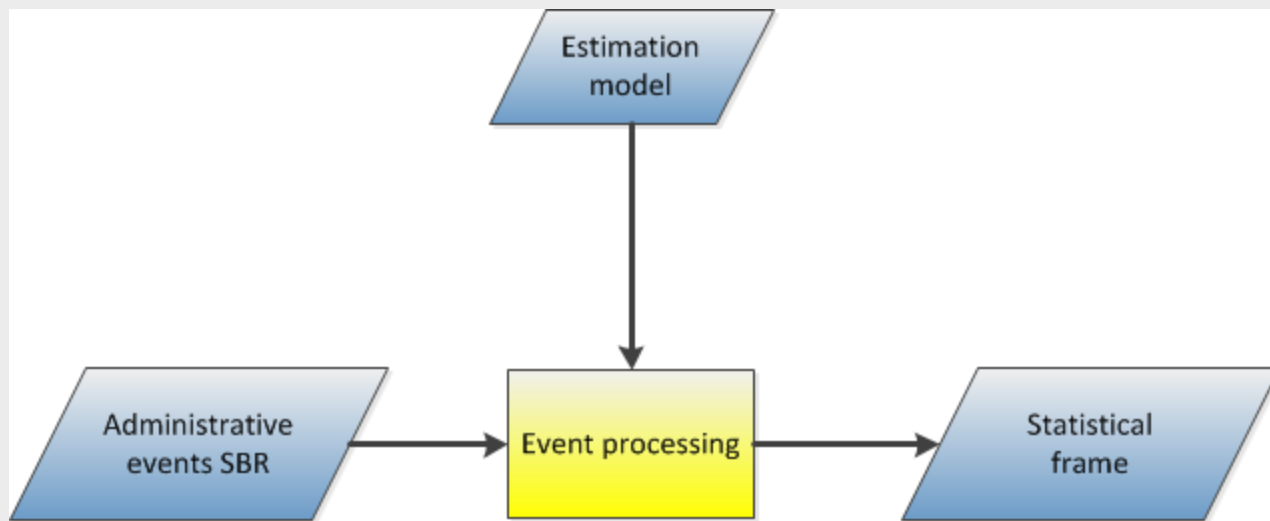 Estimation
model
Administrative
events SBR
Event processing
Statistical
frame